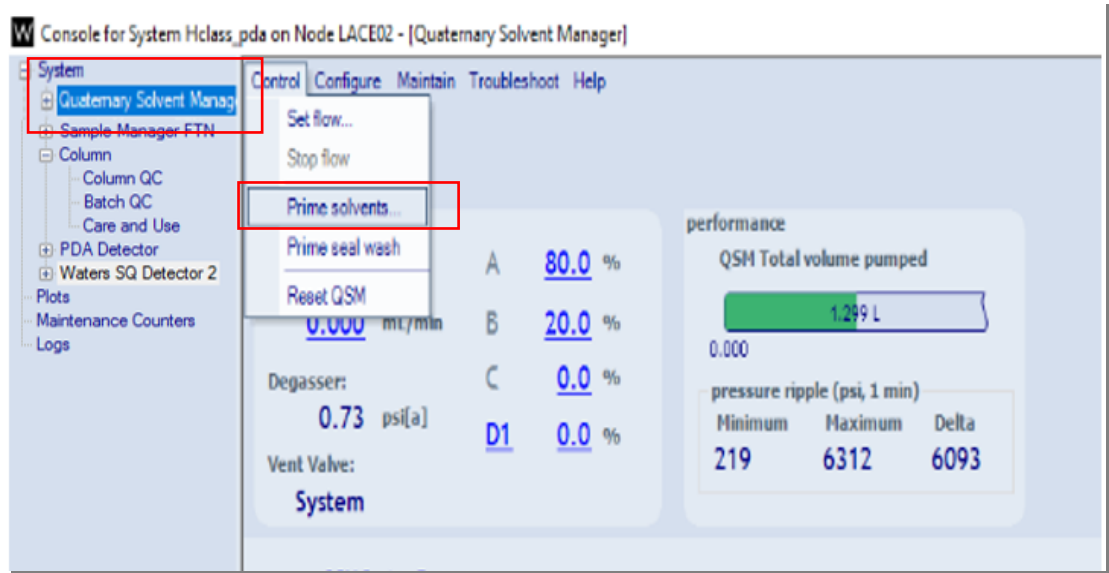 W Console for System Hclass_pda on Node LACE02 - [Quaternary Solvent Manager]
System
Quaternary Solvent Manag
Sample Manager FTN
Column
Column QC
Batch QC
Care and Use
PDA Detector
Waters SQ Detector 2
Plots
Maintenance Counters
Logs
Control Configure Maintain Troubleshoot Help
Set flow...
Stop flow
Prime solvents...
Prime seal wash
Reset QSM
0.000 mL/min
Degasser:
0.73 psi[a]
Vent Valve:
System
A 80.0 %
B 20.0 %
C 0.0 %
D1 0.0 %
performance
QSM Total volume pumped
1.299 L
0.000
pressure ripple (psi, 1 min)
Minimum Maximum Delta
219 6312 6093